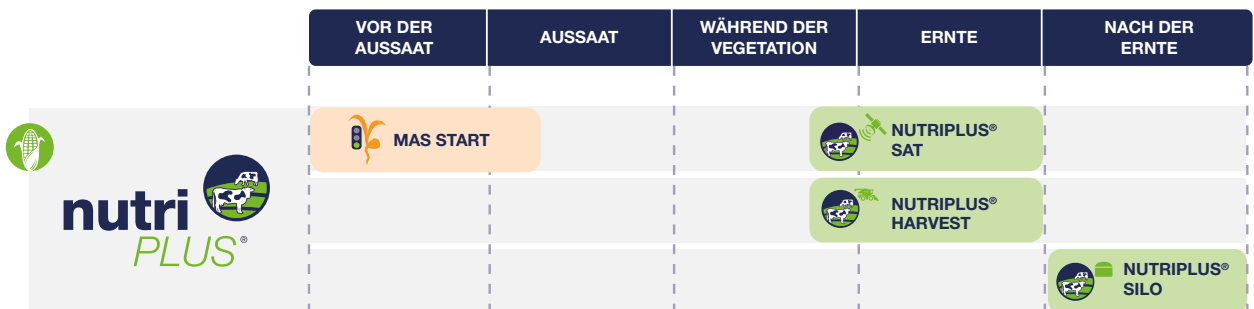 VOR DER
AUSSAAT
AUSSAAT
WÄHREND DER
VEGETATION
ERNTE
NACH DER
ERNTE
MAS START
NUTRIPLUS®
SAT
nutri
PLUS®
NUTRIPLUS®
HARVEST
NUTRIPLUS®
SILO